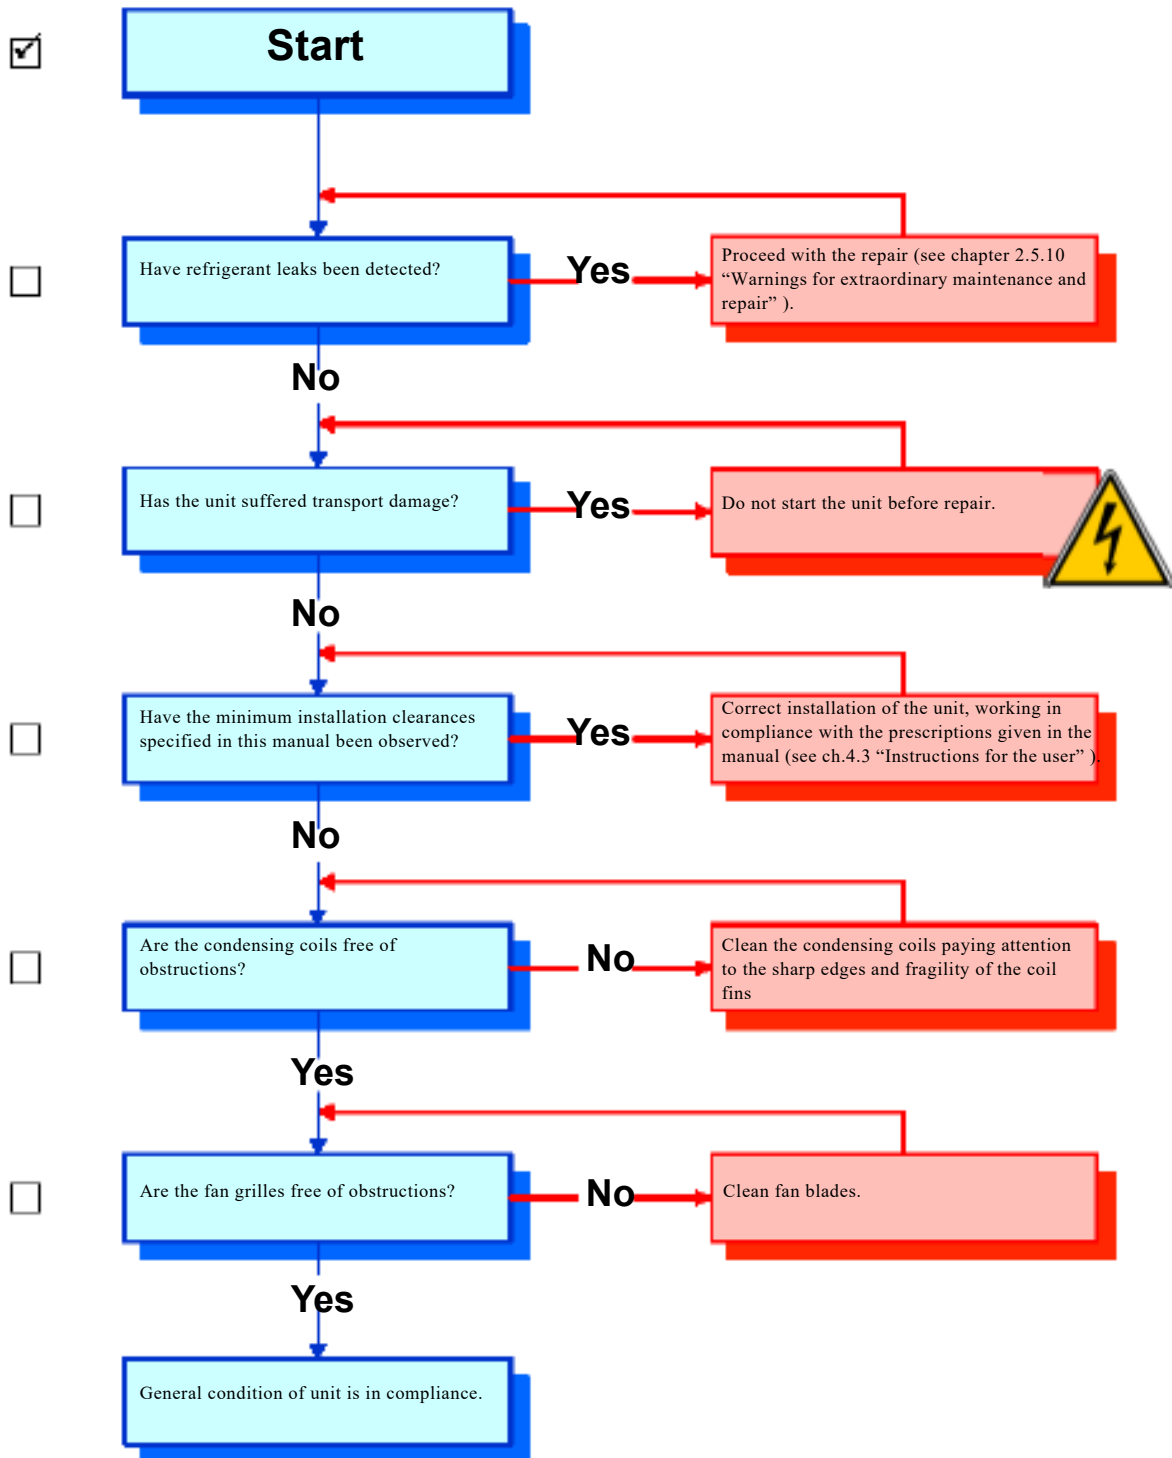 Start
Have refrigerant leaks been detected?
Yes
Proceed with the repair (see chapter 2.5.10
“Warnings for extraordinary maintenance and
repair” ).
No
Has the unit suffered transport damage?
Yes
Do not start the unit before repair.
No
Have the minimum installation clearances
specified in this manual been observed?
Yes
Correct installation of the unit, working in
compliance with the prescriptions given in the
manual (see ch.4.3 “Instructions for the user” ).
No
Are the condensing coils free of
obstructions?
No
Clean the condensing coils paying attention
to the sharp edges and fragility of the coil
fins
Yes
Are the fan grilles free of obstructions?
No
Clean fan blades.
Yes
General condition of unit is in compliance.